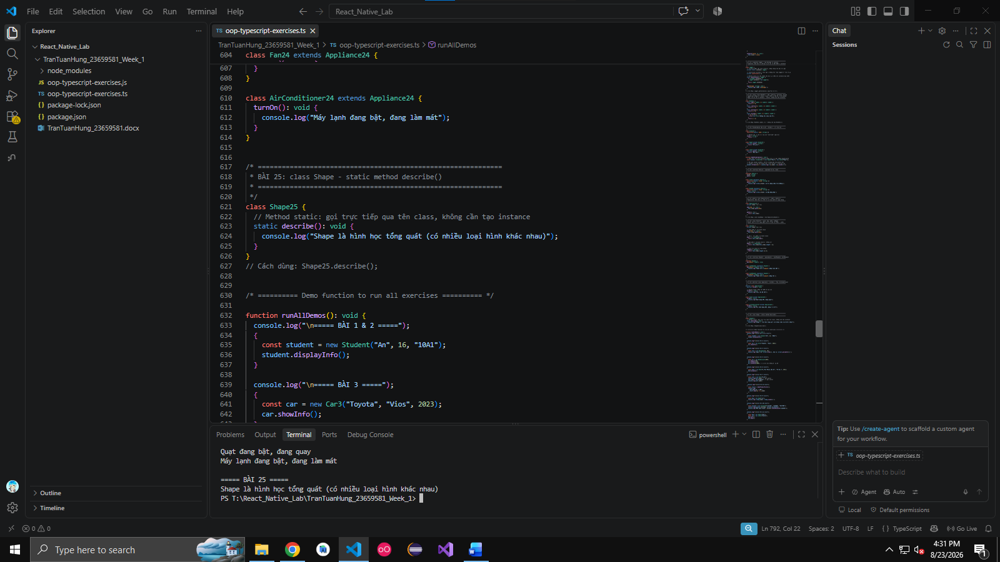 File Edit Selection View Go Run Terminal Help
React_Native_Lab
Explorer
React_Native_Lab
TranTuanHung_23659581_Week_1
node_modules
JS oop-typescript-exercises.js
TS oop-typescript-exercises.ts
{} package-lock.json
{} package.json
TranTuanHung_23659581.docx
Outline
Timeline
TS oop-typescript-exercises.ts
TranTuanHung_23659581_Week_1 > TS oop-typescript-exercises.ts > runAllDemos
604 class Fan24 extends Appliance24 {
607 }
608 }
609
610 class AirConditioner24 extends Appliance24 {
611 turnOn(): void {
612 console.log("Máy lạnh đang bật, đang làm mát");
613 }
614 }
615
616
617 /* ============================================================
618 * BÀI 25: class Shape - static method describe()
619 * ============================================================
620 */
621 class Shape25 {
622 // Method static: gọi trực tiếp qua tên class, không cần tạo instance
623 static describe(): void {
624 console.log("Shape là hình học tổng quát (có nhiều loại hình khác nhau)");
625 }
626 }
627 // Cách dùng: Shape25.describe();
628
629
630 /* ========== Demo function to run all exercises ========== */
631
632 function runAllDemos(): void {
633 console.log("\n===== BÀI 1 & 2 =====");
634 {
635 const student = new Student("An", 16, "10A1");
636 student.displayInfo();
637 }
638
639 console.log("\n===== BÀI 3 =====");
640 {
641 const car = new Car3("Toyota", "Vios", 2023);
642 car.showInfo();
Problems Output Terminal Ports Debug Console
powershell
Quạt đang bật, đang quay
Máy lạnh đang bật, đang làm mát
===== BÀI 25 =====
Shape là hình học tổng quát (có nhiều loại hình khác nhau)
PS T:\React_Native_Lab\TranTuanHung_23659581_Week_1>
Chat
Sessions
Tip: Use /create-agent to scaffold a custom agent
for your workflow.
TS oop-typescript-exercises.ts
Describe what to build
Agent Auto
Local Default permissions
0 0
Ln 792, Col 22 Spaces: 2 UTF-8 LF {} TypeScript Go Live
Type here to search
4:31 PM
8/23/2026
1